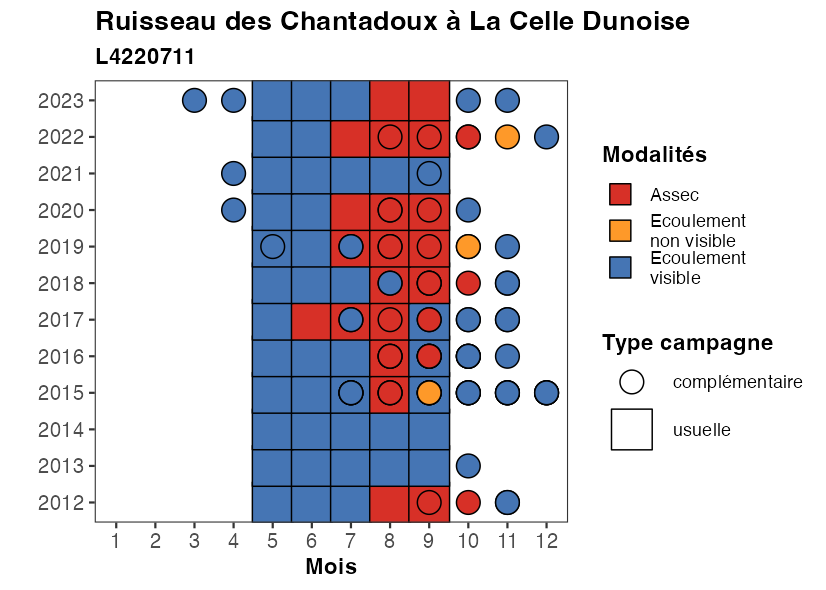 Ruisseau des Chantadoux à La Celle Dunoise
L4220711
2023
2022
2021
2020
2019
2018
2017
2016
2015
2014
2013
2012
1 2 3 4 5 6 7 8 9 10 11 12
Mois
Modalités
Assec
Ecoulement
non visible
Ecoulement
visible
Type campagne
complémentaire
usuelle